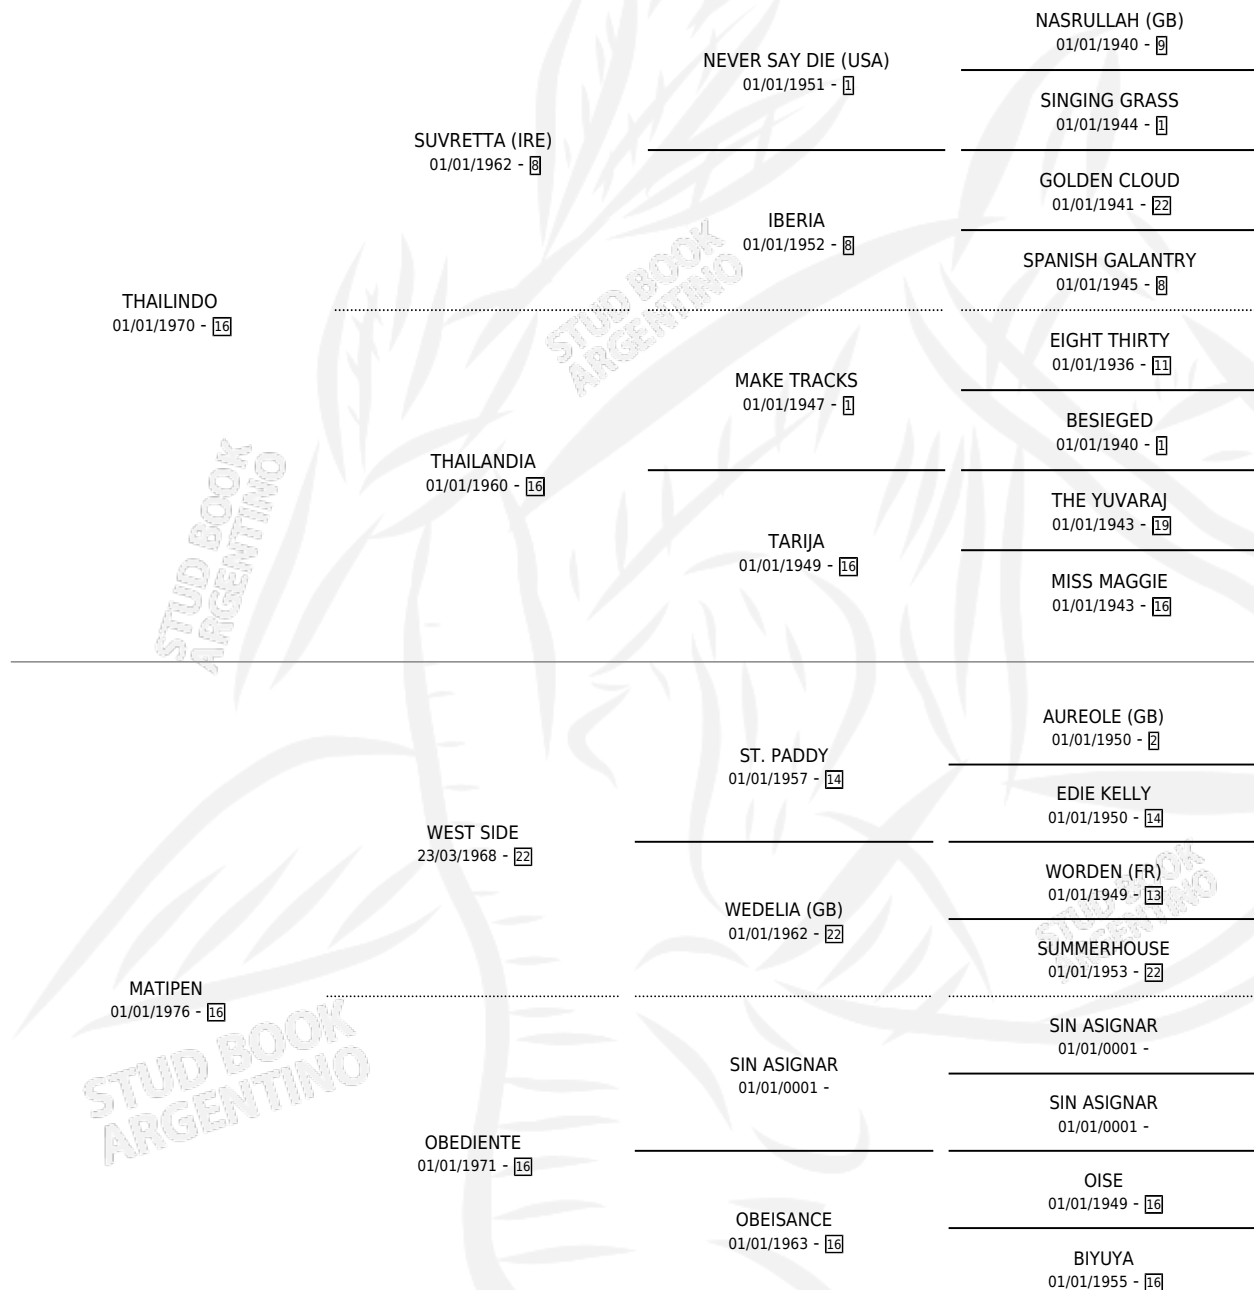 NASRULLAH (GB)
01/01/1940 - 9
NEVER SAY DIE (USA)
01/01/1951 - 1
SINGING GRASS
01/01/1944 - 1
SUVRETTA (IRE)
01/01/1962 - 8
GOLDEN CLOUD
01/01/1941 - 22
IBERIA
01/01/1952 - 8
SPANISH GALANTRY
01/01/1945 - 8
THAILINDO
01/01/1970 - 16
EIGHT THIRTY
01/01/1936 - 11
MAKE TRACKS
01/01/1947 - 1
BESIEGED
01/01/1940 - 1
THAILANDIA
01/01/1960 - 16
THE YUVARAJ
01/01/1943 - 19
TARIJA
01/01/1949 - 16
MISS MAGGIE
01/01/1943 - 16
AUREOLE (GB)
01/01/1950 - 2
ST. PADDY
01/01/1957 - 14
EDIE KELLY
01/01/1950 - 14
WEST SIDE
23/03/1968 - 22
WORDEN (FR)
01/01/1949 - 13
WEDELIA (GB)
01/01/1962 - 22
SUMMERHOUSE
01/01/1953 - 22
MATIPEN
01/01/1976 - 16
SIN ASIGNAR
01/01/0001 -
SIN ASIGNAR
01/01/0001 -
SIN ASIGNAR
01/01/0001 -
OBEDIENTE
01/01/1971 - 16
OISE
01/01/1949 - 16
OBEISANCE
01/01/1963 - 16
BIYUYA
01/01/1955 - 16
STUD BOOK
ARGENTINO
STUD BOOK
ARGENTINO
STUD BOOK
ARGENTINO
STUD BOOK
ARGENTINO